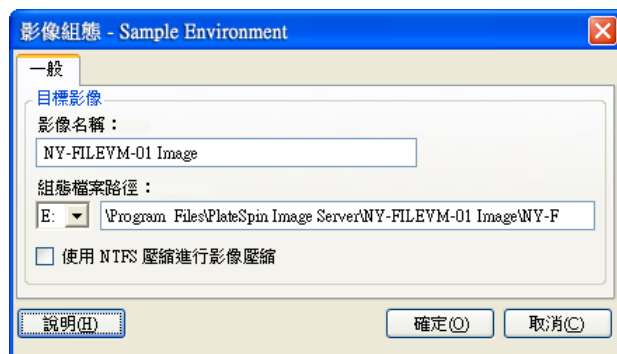 影像組態 - Sample Environment
一般
目標影像
影像名稱：
NY-FILEVM-01 Image
組態檔案路徑：
E: \Program Files\PlateSpin Image Server\NY-FILEVM-01 Image\NY-F
使用 NTFS 壓縮進行影像壓縮
說明(H) 確定(O) 取消(C)